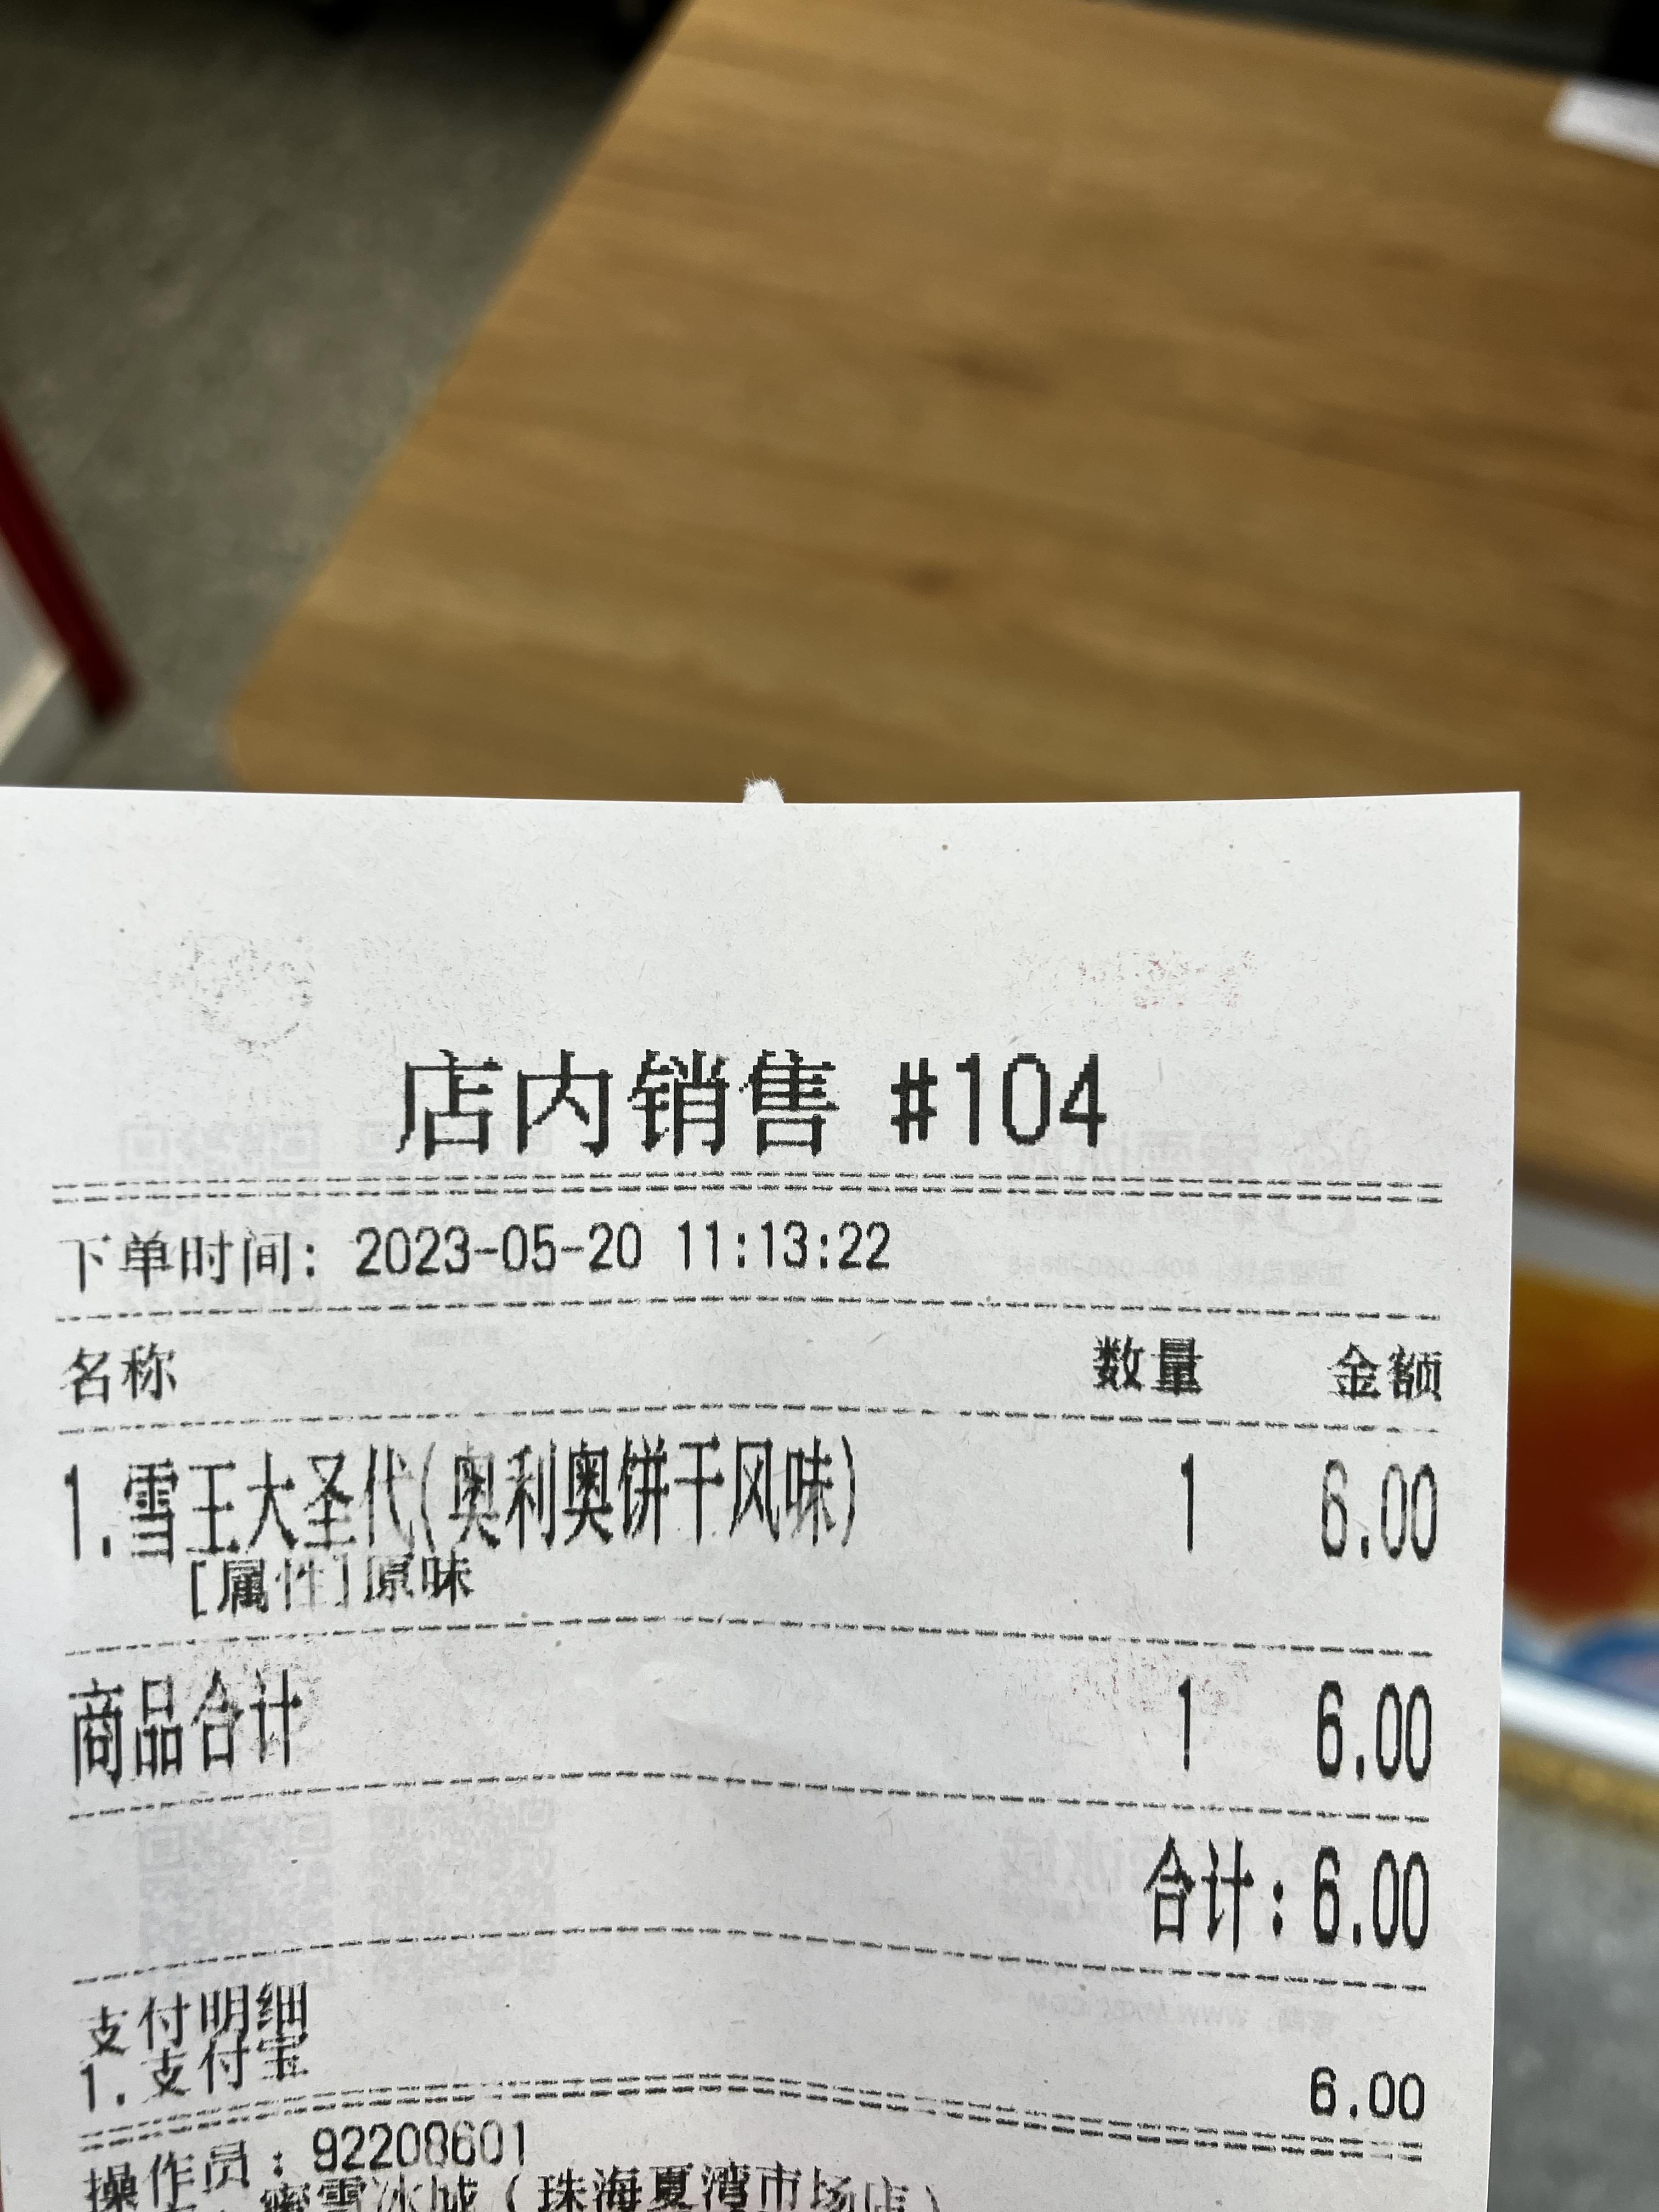 店内销售 #104
下单时间: 2023-05-20 11:13:22
名称 数量 金额
1.雪王大圣代(奥利奥饼干风味) 1 6.00
[属性]原味
商品合计 1 6.00
合计:6.00
支付明细
1.支付宝 6.00
操作员:92208601
蜜雪冰城(珠海夏湾市场店)